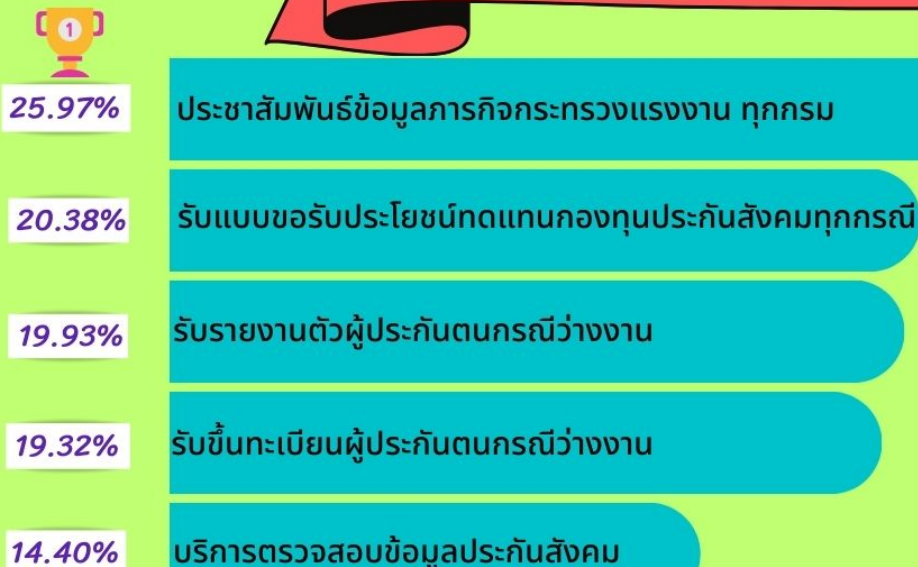 1
25.97% ประชาสัมพันธ์ข้อมูลภารกิจกระทรวงแรงงาน ทุกกรม
20.38% รับแบบขอรับประโยชน์ทดแทนกองทุนประกันสังคมทุกกรณี
19.93% รับรายงานตัวผู้ประกันตนกรณีว่างงาน
19.32% รับขึ้นทะเบียนผู้ประกันตนกรณีว่างงาน
14.40% บริการตรวจสอบข้อมูลประกันสังคม